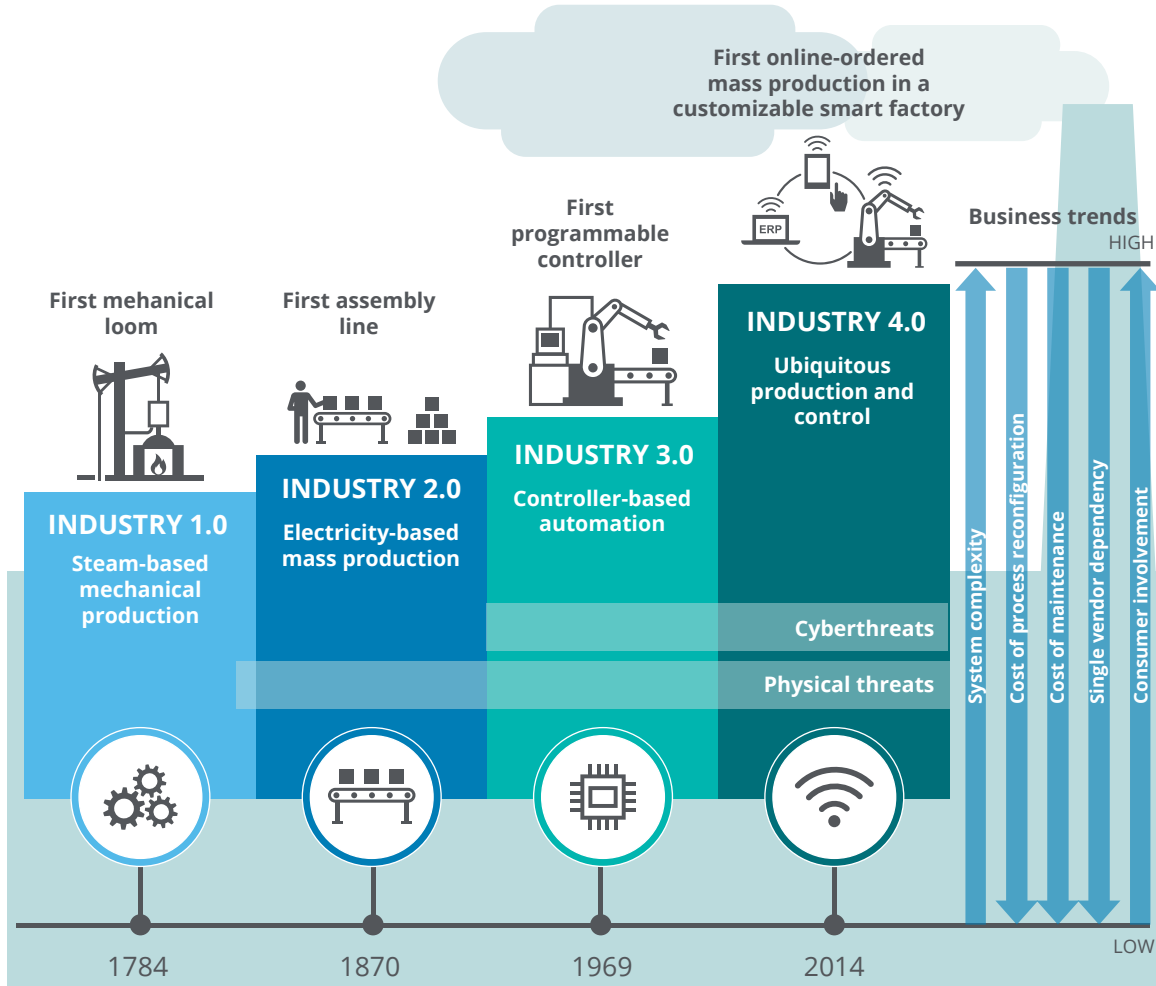 First online-ordered
mass production in a
customizable smart factory
First
programmable
controller
ERP
Business trends
HIGH
First mehanical
loom
First assembly
line
INDUSTRY 1.0
Steam-based
mechanical
production
INDUSTRY 2.0
Electricity-based
mass production
INDUSTRY 3.0
Controller-based
automation
INDUSTRY 4.0
Ubiquitous
production and
control
Cyberthreats
Physical threats
System complexity
Cost of process reconfiguration
Cost of maintenance
Single vendor dependency
Consumer involvement
LOW
1784
1870
1969
2014